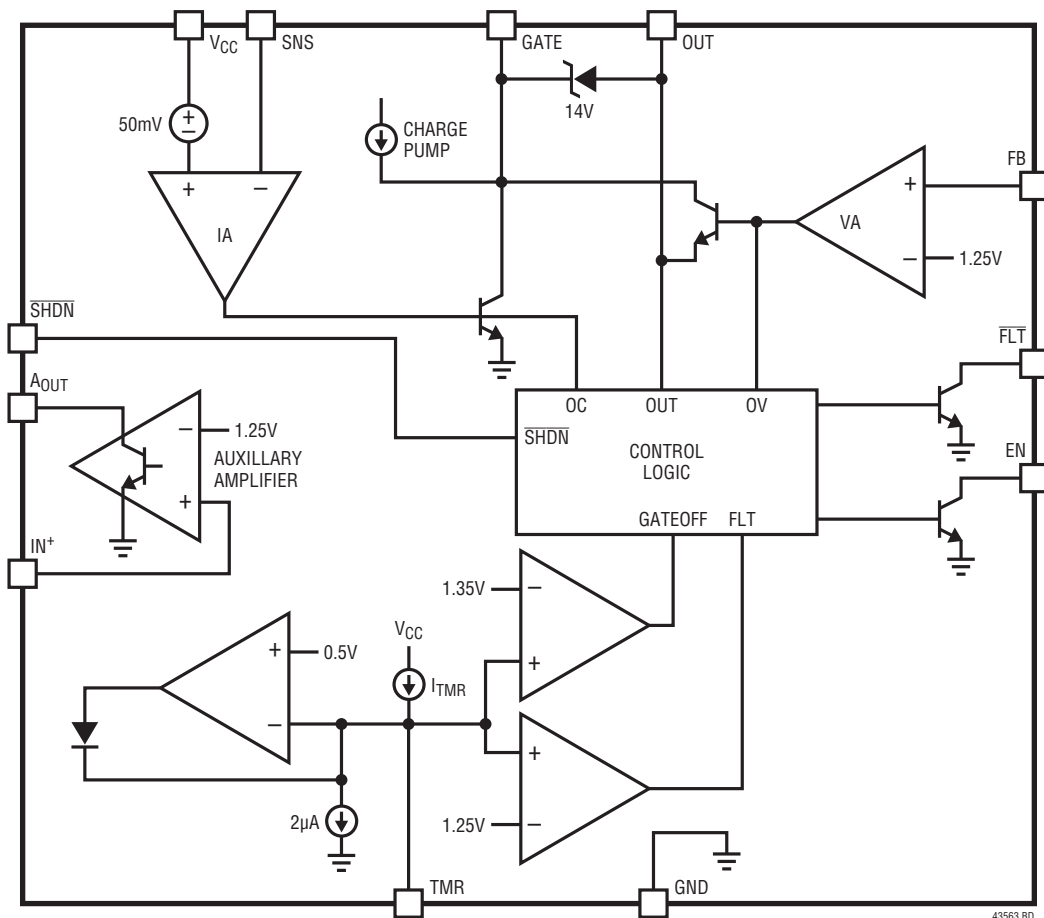 VCC SNS GATE OUT
50mV + −
14V
CHARGE
PUMP
+ −
IA
FB
+
VA
− 1.25V
SHDN
FLT
AOUT
OC OUT OV
− 1.25V
SHDN
AUXILLARY
AMPLIFIER
CONTROL
LOGIC
EN
+
GATEOFF FLT
IN+
1.35V −
VCC
+ 0.5V
ITMR
+
−
+
2µA
1.25V −
TMR GND
43563 BD